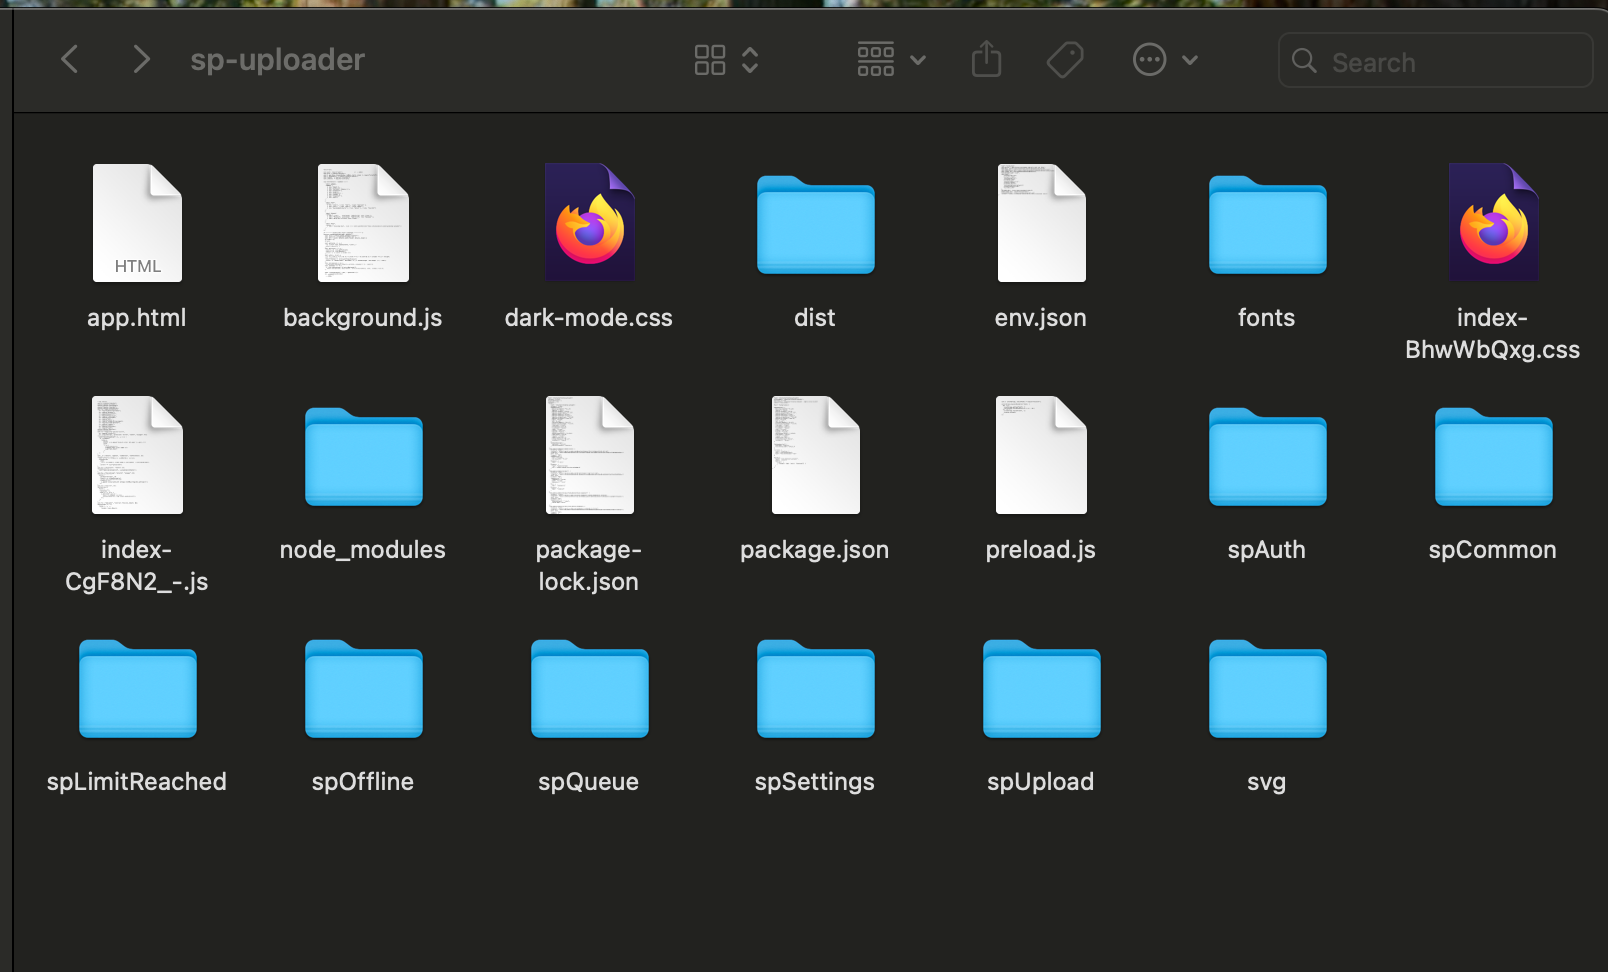 sp-uploader
Search
HTML
app.html
background.js
dark-mode.css
dist
env.json
fonts
index-
BhwWbQxg.css
index-
CgF8N2_-.js
node_modules
package-
lock.json
package.json
preload.js
spAuth
spCommon
spLimitReached
spOffline
spQueue
spSettings
spUpload
svg